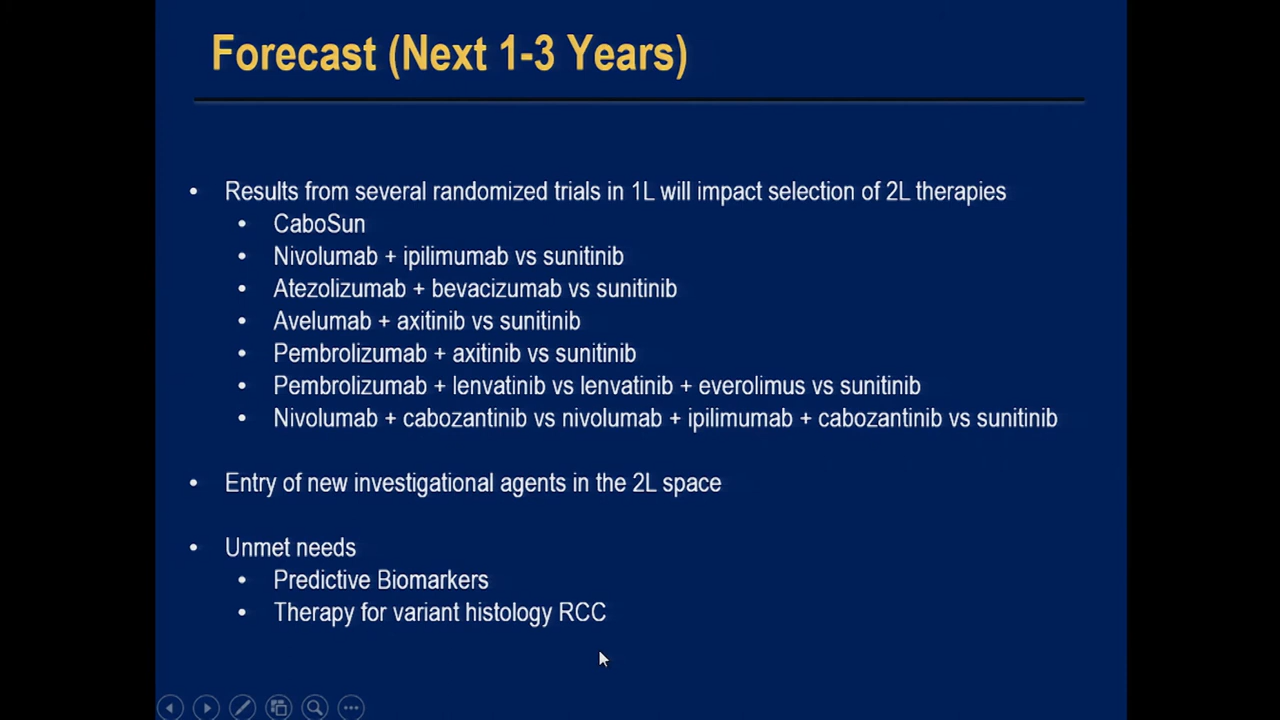 Forecast (Next 1-3 Years)
• Results from several randomized trials in 1L will impact selection of 2L therapies
• CaboSun
• Nivolumab + ipilimumab vs sunitinib
• Atezolizumab + bevacizumab vs sunitinib
• Avelumab + axitinib vs sunitinib
• Pembrolizumab + axitinib vs sunitinib
• Pembrolizumab + lenvatinib vs lenvatinib + everolimus vs sunitinib
• Nivolumab + cabozantinib vs nivolumab + ipilimumab + cabozantinib vs sunitinib
• Entry of new investigational agents in the 2L space
• Unmet needs
• Predictive Biomarkers
• Therapy for variant histology RCC